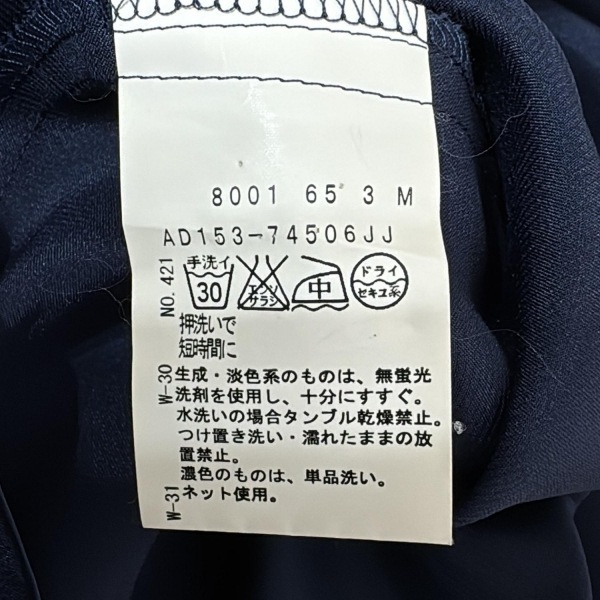 8001 65 3 M
AD153-74506JJ
NO.421
手洗イ
30
エンソ
サラシ
中
ドライ
セキユ系
押洗いで
短時間に
W-30
生成・淡色系のものは、無蛍光
洗剤を使用し、十分にすすぐ。
水洗いの場合タンブル乾燥禁止。
つけ置き洗い・濡れたままの放
置禁止。
濃色のものは、単品洗い。
W-31
ネット使用。